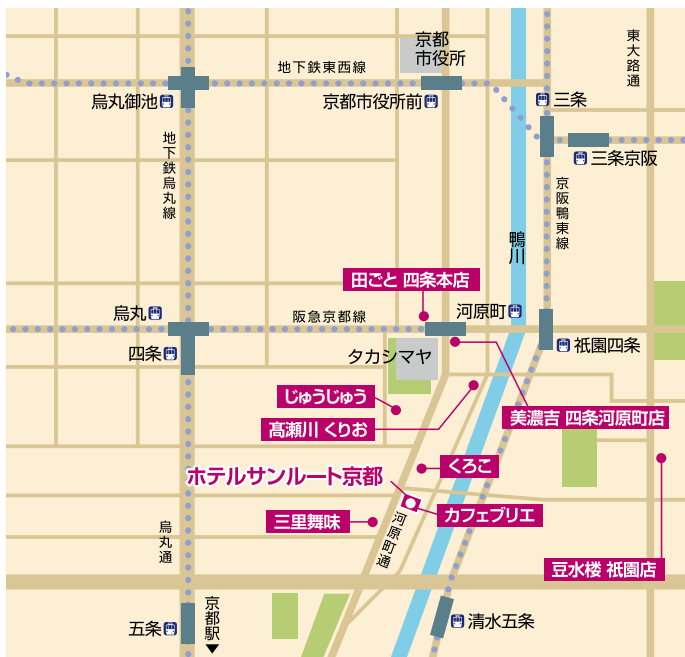 京都
市役所
東大路通
地下鉄東西線
烏丸御池
京都市役所前
三条
三条京阪
地下鉄烏丸線
京阪鴨東線
鴨川
田ごと 四条本店
烏丸
阪急京都線
河原町
四条
タカシマヤ
祇園四条
じゅうじゅう
美濃吉 四条河原町店
髙瀬川 くりお
くろこ
ホテルサンルート京都
カフェブリエ
三里舞味
河原町通
烏丸通
豆水楼 祇園店
京都駅
五条
清水五条